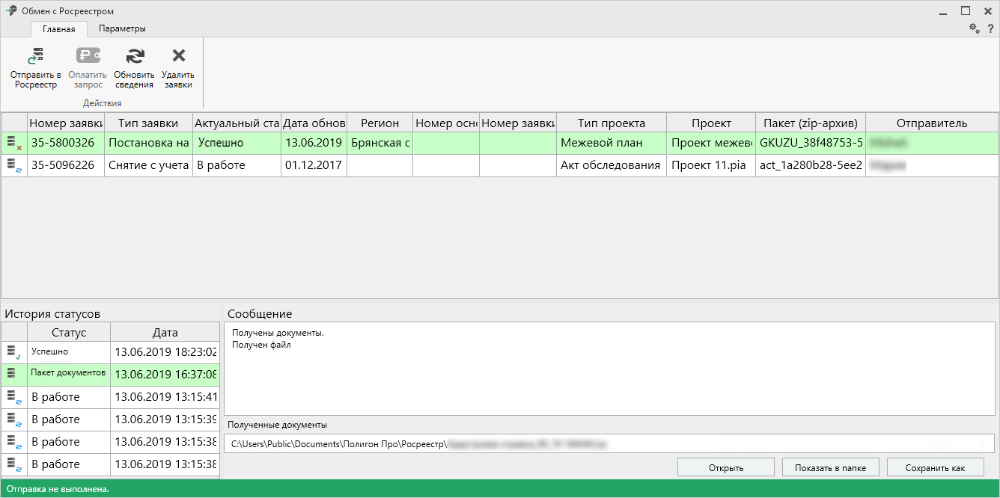 Обмен с Росреестром
Главная Параметры
?
Отправить в Росреестр
Оплатить запрос
Обновить сведения
Удалить заявки
Действия
Номер заявки Тип заявки Актуальный ста Дата обнов Регион Номер осно Номер заявки Тип проекта Проект Пакет (zip-архив) Отправитель
35-5800326 Постановка на Успешно 13.06.2019 Брянская с Межевой план Проект межев GKUZU_38f48753-5
35-5096226 Снятие с учета В работе 01.12.2017 Акт обследования Проект 11.pia act_1a280b28-5ee2
История статусов
Статус Дата
Успешно 13.06.2019 18:23:02
Пакет документов 13.06.2019 16:37:08
В работе 13.06.2019 13:15:41
В работе 13.06.2019 13:15:39
В работе 13.06.2019 13:15:38
В работе 13.06.2019 13:15:38
Сообщение
Получены документы.
Получен файл
Полученные документы
C:\Users\Public\Documents\Полигон Про\Росреестр\
Открыть Показать в папке Сохранить как
Отправка не выполнена.